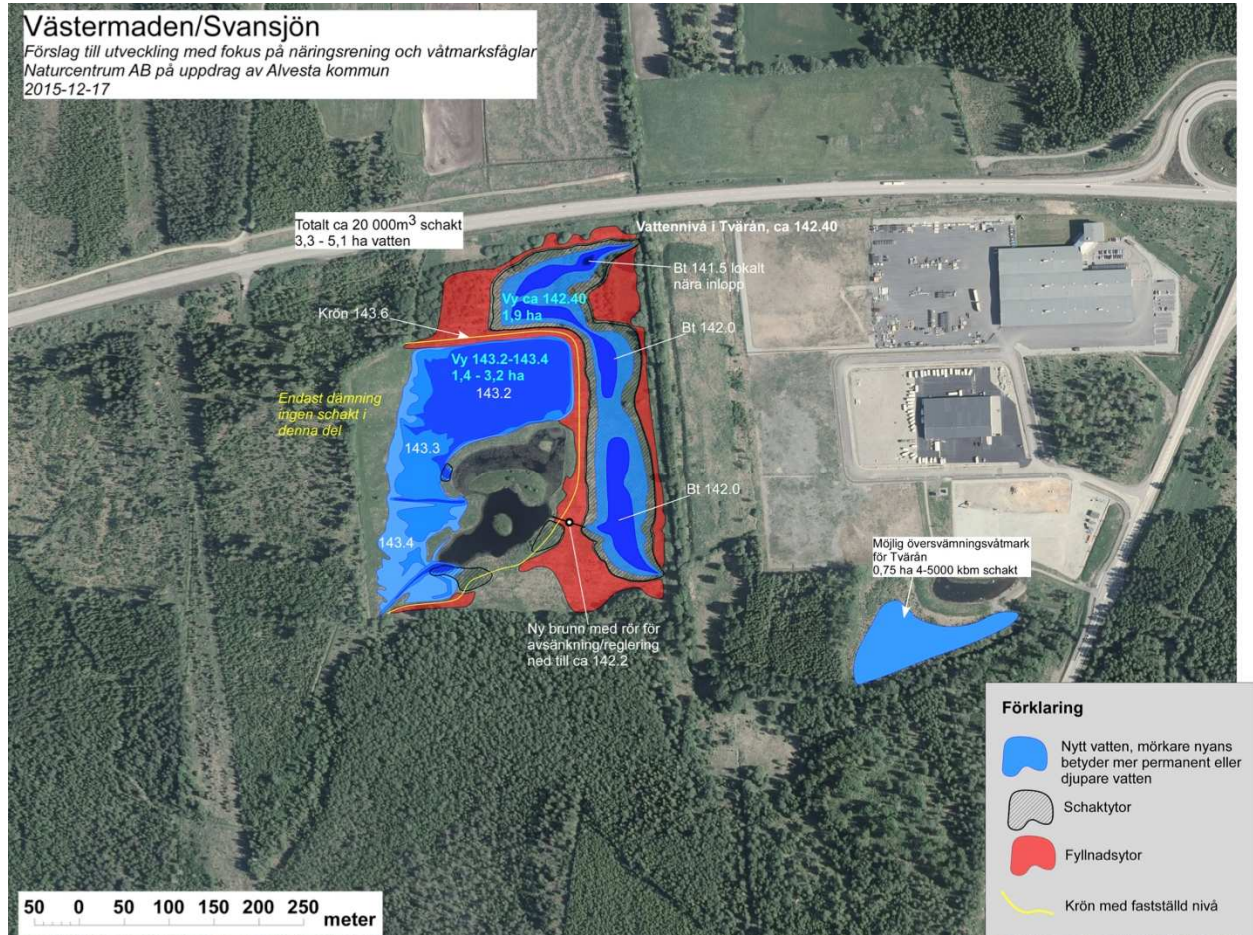 Västermaden/Svansjön
Förslag till utveckling med fokus på näringsrening och våtmarksfåglar
Naturcentrum AB på uppdrag av Alvesta kommun
2015-12-17
Totalt ca 20 000m³ schakt
3,3 - 5,1 ha vatten
Vattennivå i Tvärån, ca 142.40
Bt 141.5 lokalt
nära inlopp
Vy ca 142.40
1,9 ha
Krön 143.6
Bt 142.0
Vy 143.2-143.4
1,4 - 3,2 ha
143.2
Endast dämning
ingen schakt i
denna del
143.3
Bt 142.0
143.4
Möjlig översvämningsvåtmark
för Tvärån
0,75 ha 4-5000 kbm schakt
Ny brunn med rör för
avsänkning/reglering
ned till ca 142.2
Förklaring
Nytt vatten, mörkare nyans
betyder mer permanent eller
djupare vatten
Schaktytor
Fyllnadsytor
Krön med fastställd nivå
50 0 50 100 150 200 250
meter